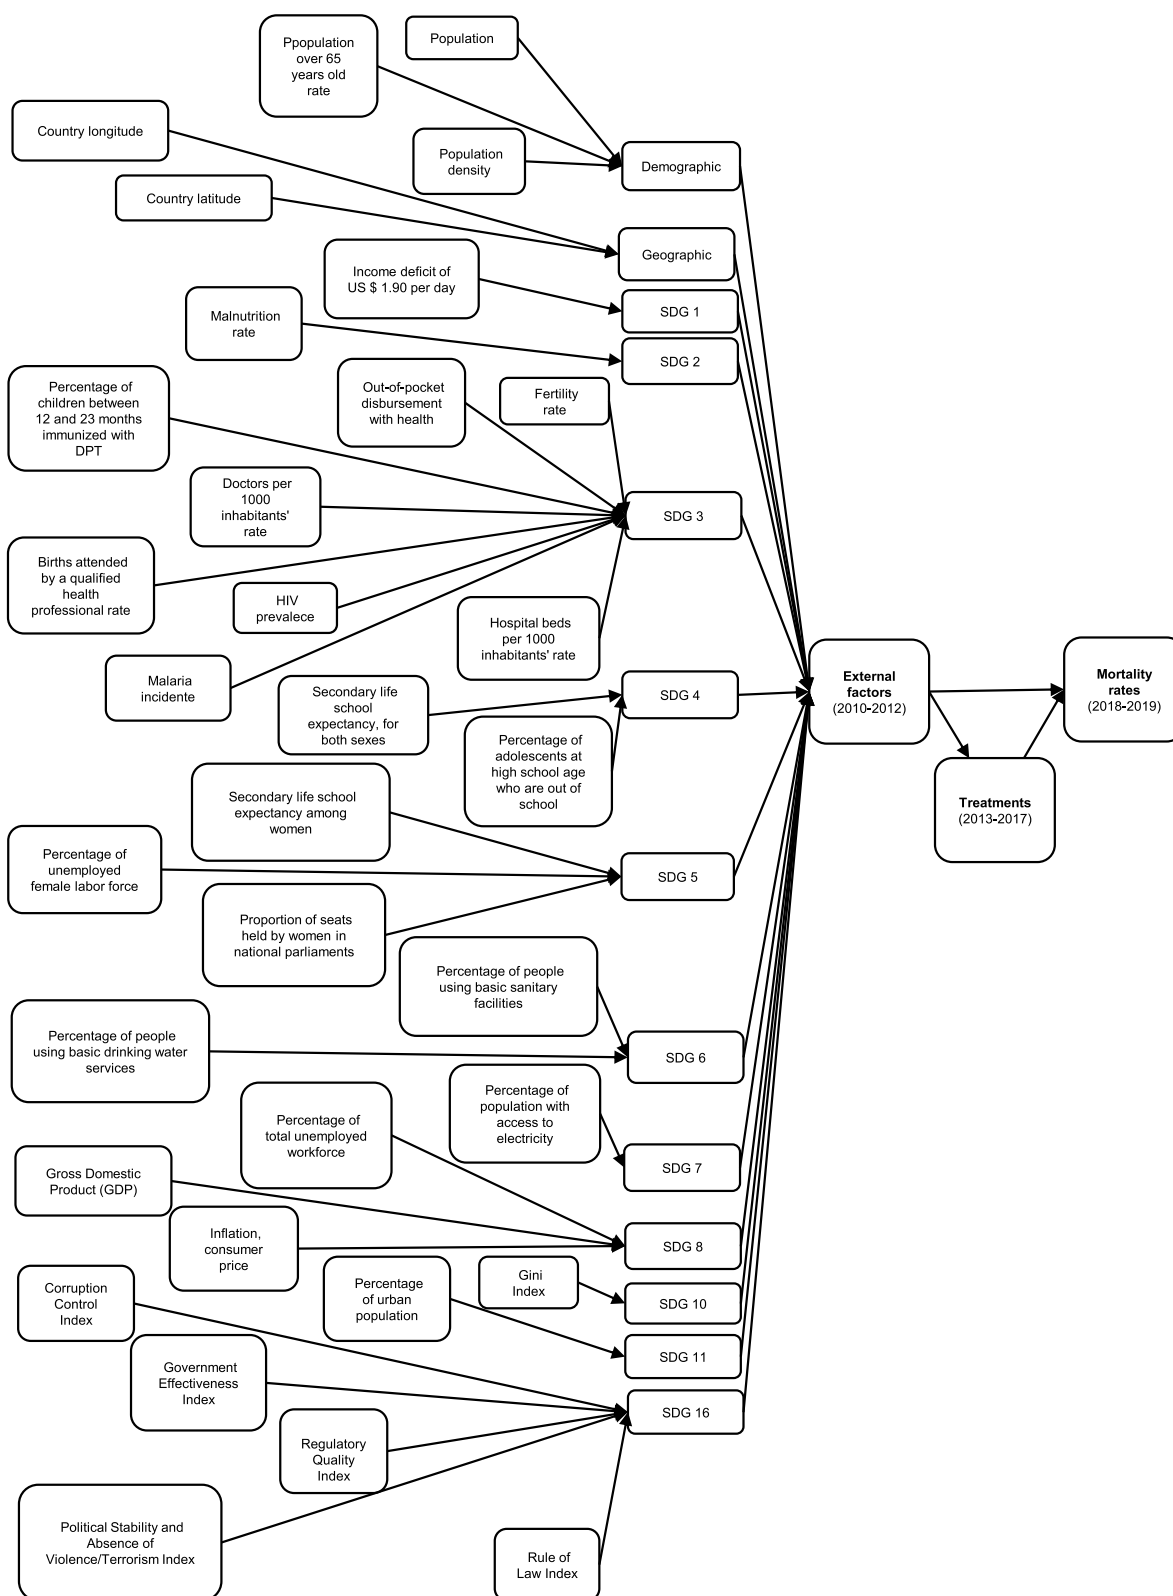 Population
Ppopulation
over 65
years old
rate
Country longitude
Population
density
Demographic
Country latitude
Geographic
Income deficit of
US $ 1.90 per day
SDG 1
Malnutrition
rate
SDG 2
Percentage of
children between
12 and 23 months
immunized with
DPT
Out-of-pocket
disbursement
with health
Fertility
rate
Doctors per
1000
inhabitants'
rate
SDG 3
Births attended
by a qualified
health
professional rate
HIV
prevalece
Hospital beds
per 1000
inhabitants' rate
Malaria
incidente
Secondary life
school
expectancy, for
both sexes
SDG 4
External
factors
(2010-2012)
Mortality
rates
(2018-2019)
Percentage of
adolescents at
high school age
who are out of
school
Treatments
(2013-2017)
Secondary life school
expectancy among
women
Percentage of
unemployed
female labor force
SDG 5
Proportion of seats
held by women in
national parliaments
Percentage of people
using basic sanitary
facilities
Percentage of people
using basic drinking water
services
SDG 6
Percentage of
total unemployed
workforce
Percentage of
population with
access to
electricity
SDG 7
Gross Domestic
Product (GDP)
Inflation,
consumer
price
SDG 8
Gini
Index
Corruption
Control
Index
Percentage
of urban
population
SDG 10
SDG 11
Government
Effectiveness
Index
SDG 16
Regulatory
Quality
Index
Political Stability and
Absence of
Violence/Terrorism Index
Rule of
Law Index